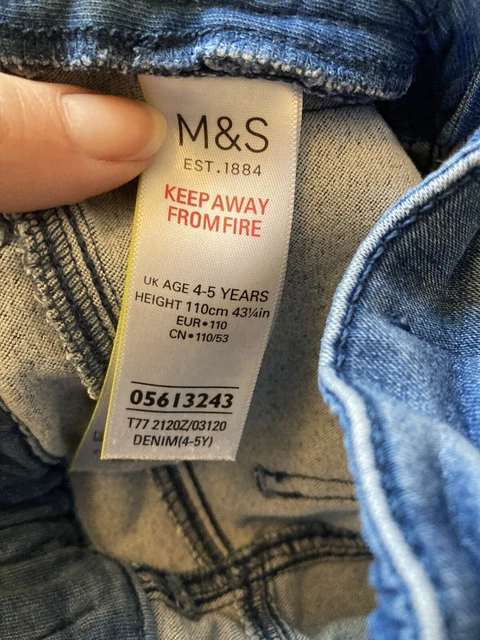 M&S
EST.1884
KEEP AWAY
FROM FIRE
UK AGE 4-5 YEARS
HEIGHT 110cm 43¼in
EUR•110
CN•110/53
05613243
T77 2120Z/03120
DENIM(4-5Y)